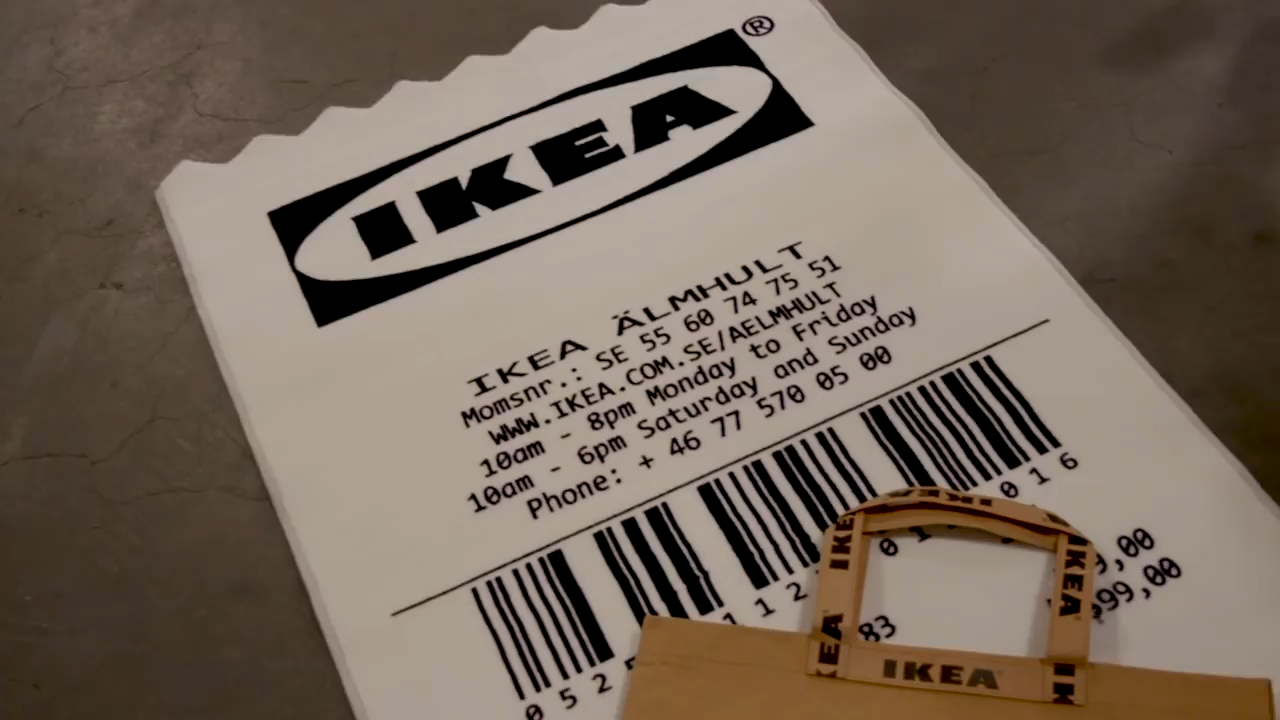 IKEA®
IKEA ÄLMHULT
Momsnr.: SE 55 60 74 75 51
WWW.IKEA.COM.SE/AELMHULT
10am - 8pm Monday to Friday
10am - 6pm Saturday and Sunday
Phone: + 46 77 570 05 00
IKEA
IKEA
IKEA